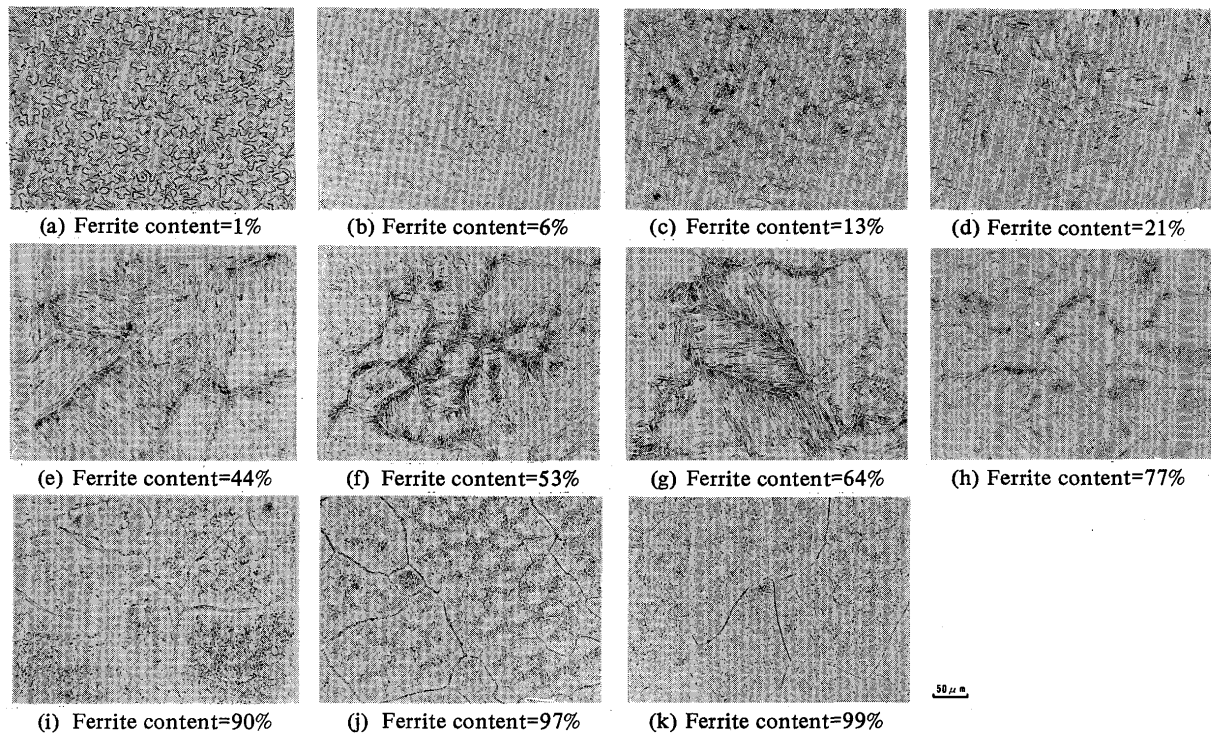 (a) Ferrite content=1%
(b) Ferrite content=6%
(c) Ferrite content=13%
(d) Ferrite content=21%
(e) Ferrite content=44%
(f) Ferrite content=53%
(g) Ferrite content=64%
(h) Ferrite content=77%
50μm
(i) Ferrite content=90%
(j) Ferrite content=97%
(k) Ferrite content=99%